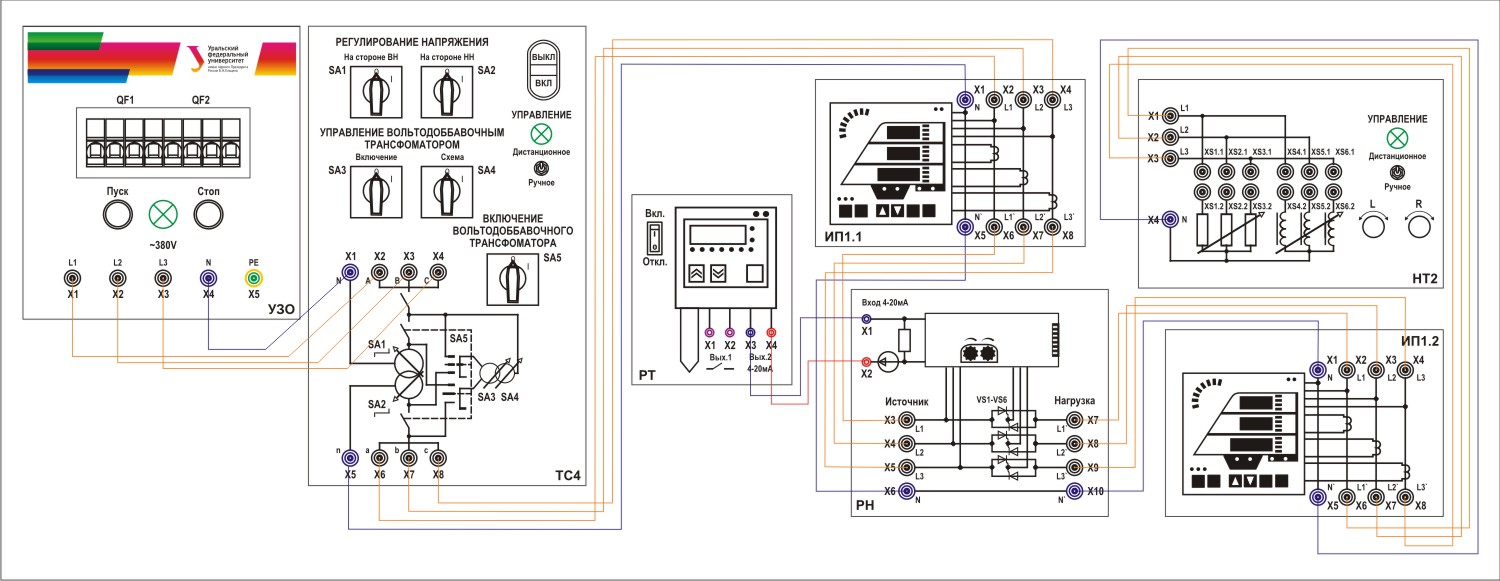 Уральский
федеральный
университет
имени первого Президента
России Б.Н.Ельцина
QF1 QF2
Пуск Стоп
~380V
L1 L2 L3 N PE
X1 X2 X3 X4 X5
УЗО
РЕГУЛИРОВАНИЕ НАПРЯЖЕНИЯ
На стороне ВН На стороне НН
SA1 I I SA2
ВЫКЛ
ВКЛ
УПРАВЛЕНИЕ
Дистанционное
Ручное
УПРАВЛЕНИЕ ВОЛЬТОДОБВАВОЧНЫМ
ТРАНСФОМАТОРОМ
Включение Схема
SA3 I I SA4
ВКЛЮЧЕНИЕ
ВОЛЬТОДОБВАВОЧНОГО
ТРАНСФОМАТОРА
SA5
I
X1 X2 X3 X4
N A B C
SA1
SA5
SA2
SA3 SA4
n a b c
X5 X6 X7 X8
ТС4
Вкл.
Откл.
X1 X2 X3 X4
Вых.1 Вых.2
4-20мА
РТ
X1 X2 X3 X4
N L1 L2 L3
N' L1' L2' L3'
X5 X6 X7 X8
ИП1.1
Вход 4-20мА
X1
X2
Источник VS1-VS6 Нагрузка
X3 L1 L1' X7
X4 L2 L2' X8
X5 L3 L3' X9
X6 N N' X10
РН
X1 L1
X2 L2
X3 L3
XS1.1 XS2.1 XS3.1 XS4.1 XS5.1 XS6.1
XS1.2 XS2.2 XS3.2 XS4.2 XS5.2 XS6.2
X4 N
УПРАВЛЕНИЕ
Дистанционное
Ручное
L R
НТ2
ИП1.2
X1 X2 X3 X4
N L1 L2 L3
N' L1' L2' L3'
X5 X6 X7 X8